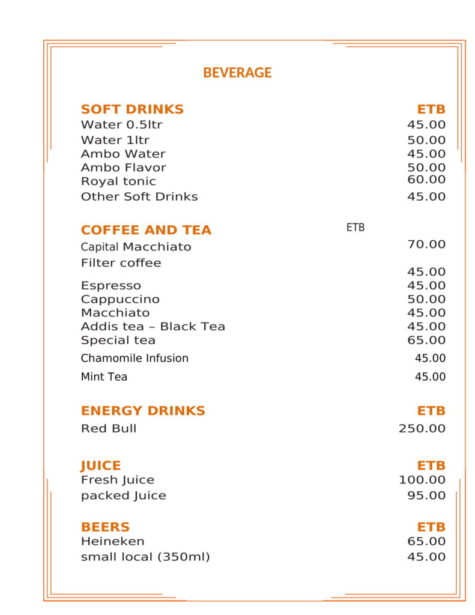 BEVERAGE
SOFT DRINKS ETB
Water 0.5ltr 45.00
Water 1ltr 50.00
Ambo Water 45.00
Ambo Flavor 50.00
Royal tonic 60.00
Other Soft Drinks 45.00
COFFEE AND TEA ETB
Capital Macchiato 70.00
Filter coffee
45.00
Espresso 45.00
Cappuccino 50.00
Macchiato 45.00
Addis tea – Black Tea 45.00
Special tea 65.00
Chamomile Infusion 45.00
Mint Tea 45.00
ENERGY DRINKS ETB
Red Bull 250.00
JUICE ETB
Fresh Juice 100.00
packed Juice 95.00
BEERS ETB
Heineken 65.00
small local (350ml) 45.00